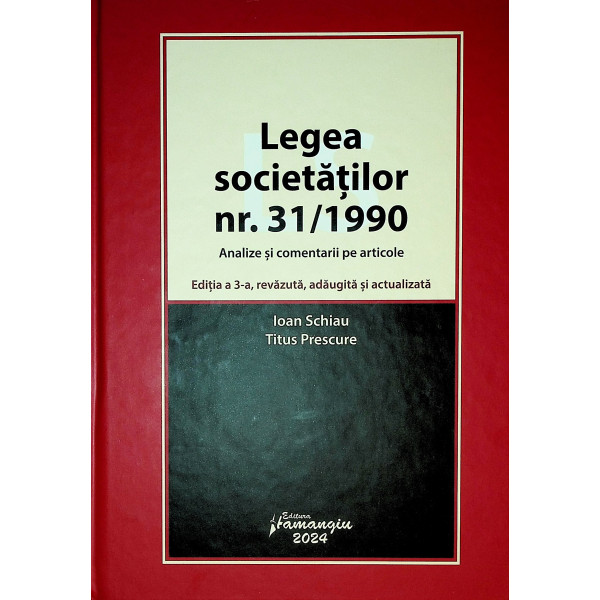 Legea
societăților
nr. 31/1990
Analize și comentarii pe articole
Ediția a 3-a, revăzută, adăugită și actualizată
Ioan Schiau
Titus Prescure
Editura
Hamangiu
2024